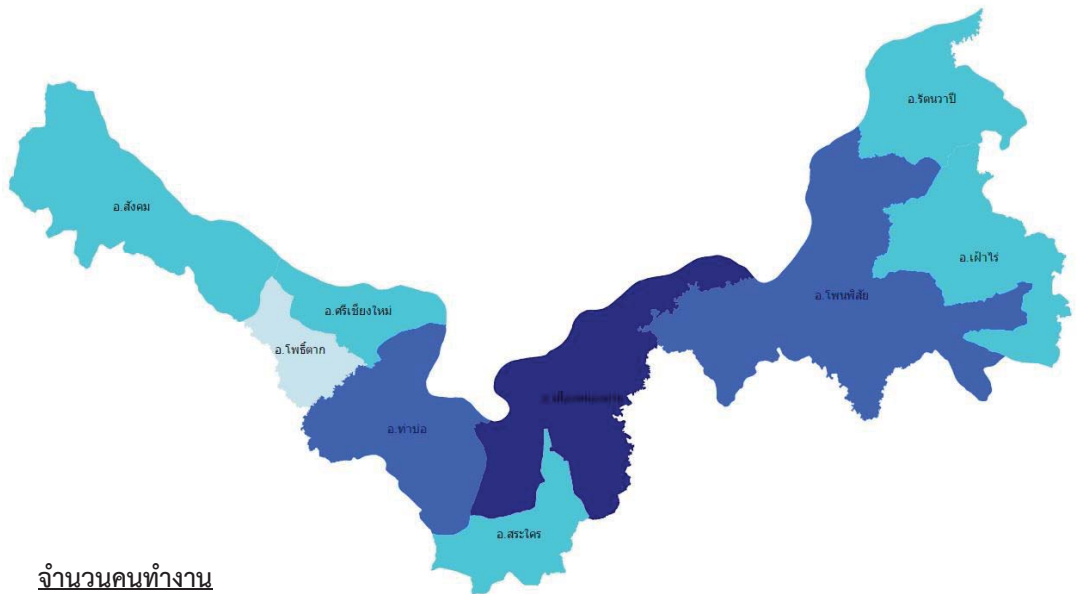 อ.รัตนวาปี
อ.สังคม
อ.เฝ้าไร่
อ.โพนพิสัย
อ.ศรีเชียงใหม่
อ.โพธิ์ตาก
อ.ท่าบ่อ
อ.สระใคร
จำนวนคนทำงาน